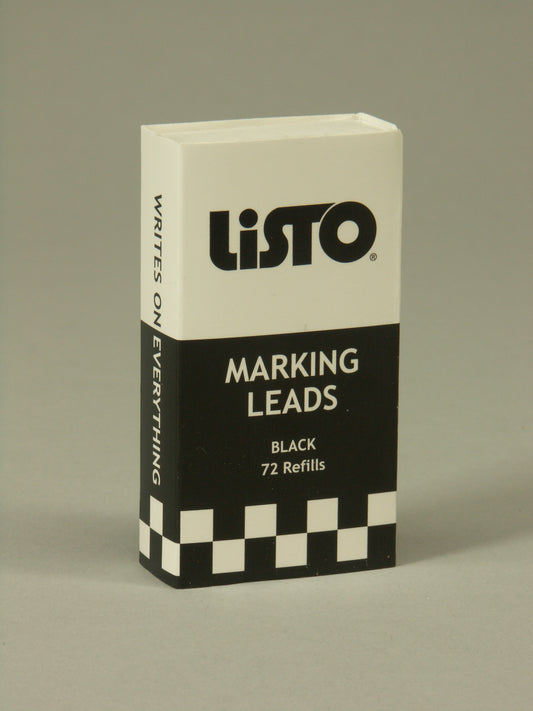 LiSTO®
MARKING
LEADS
BLACK
72 Refills
WRITES ON EVERYTHING